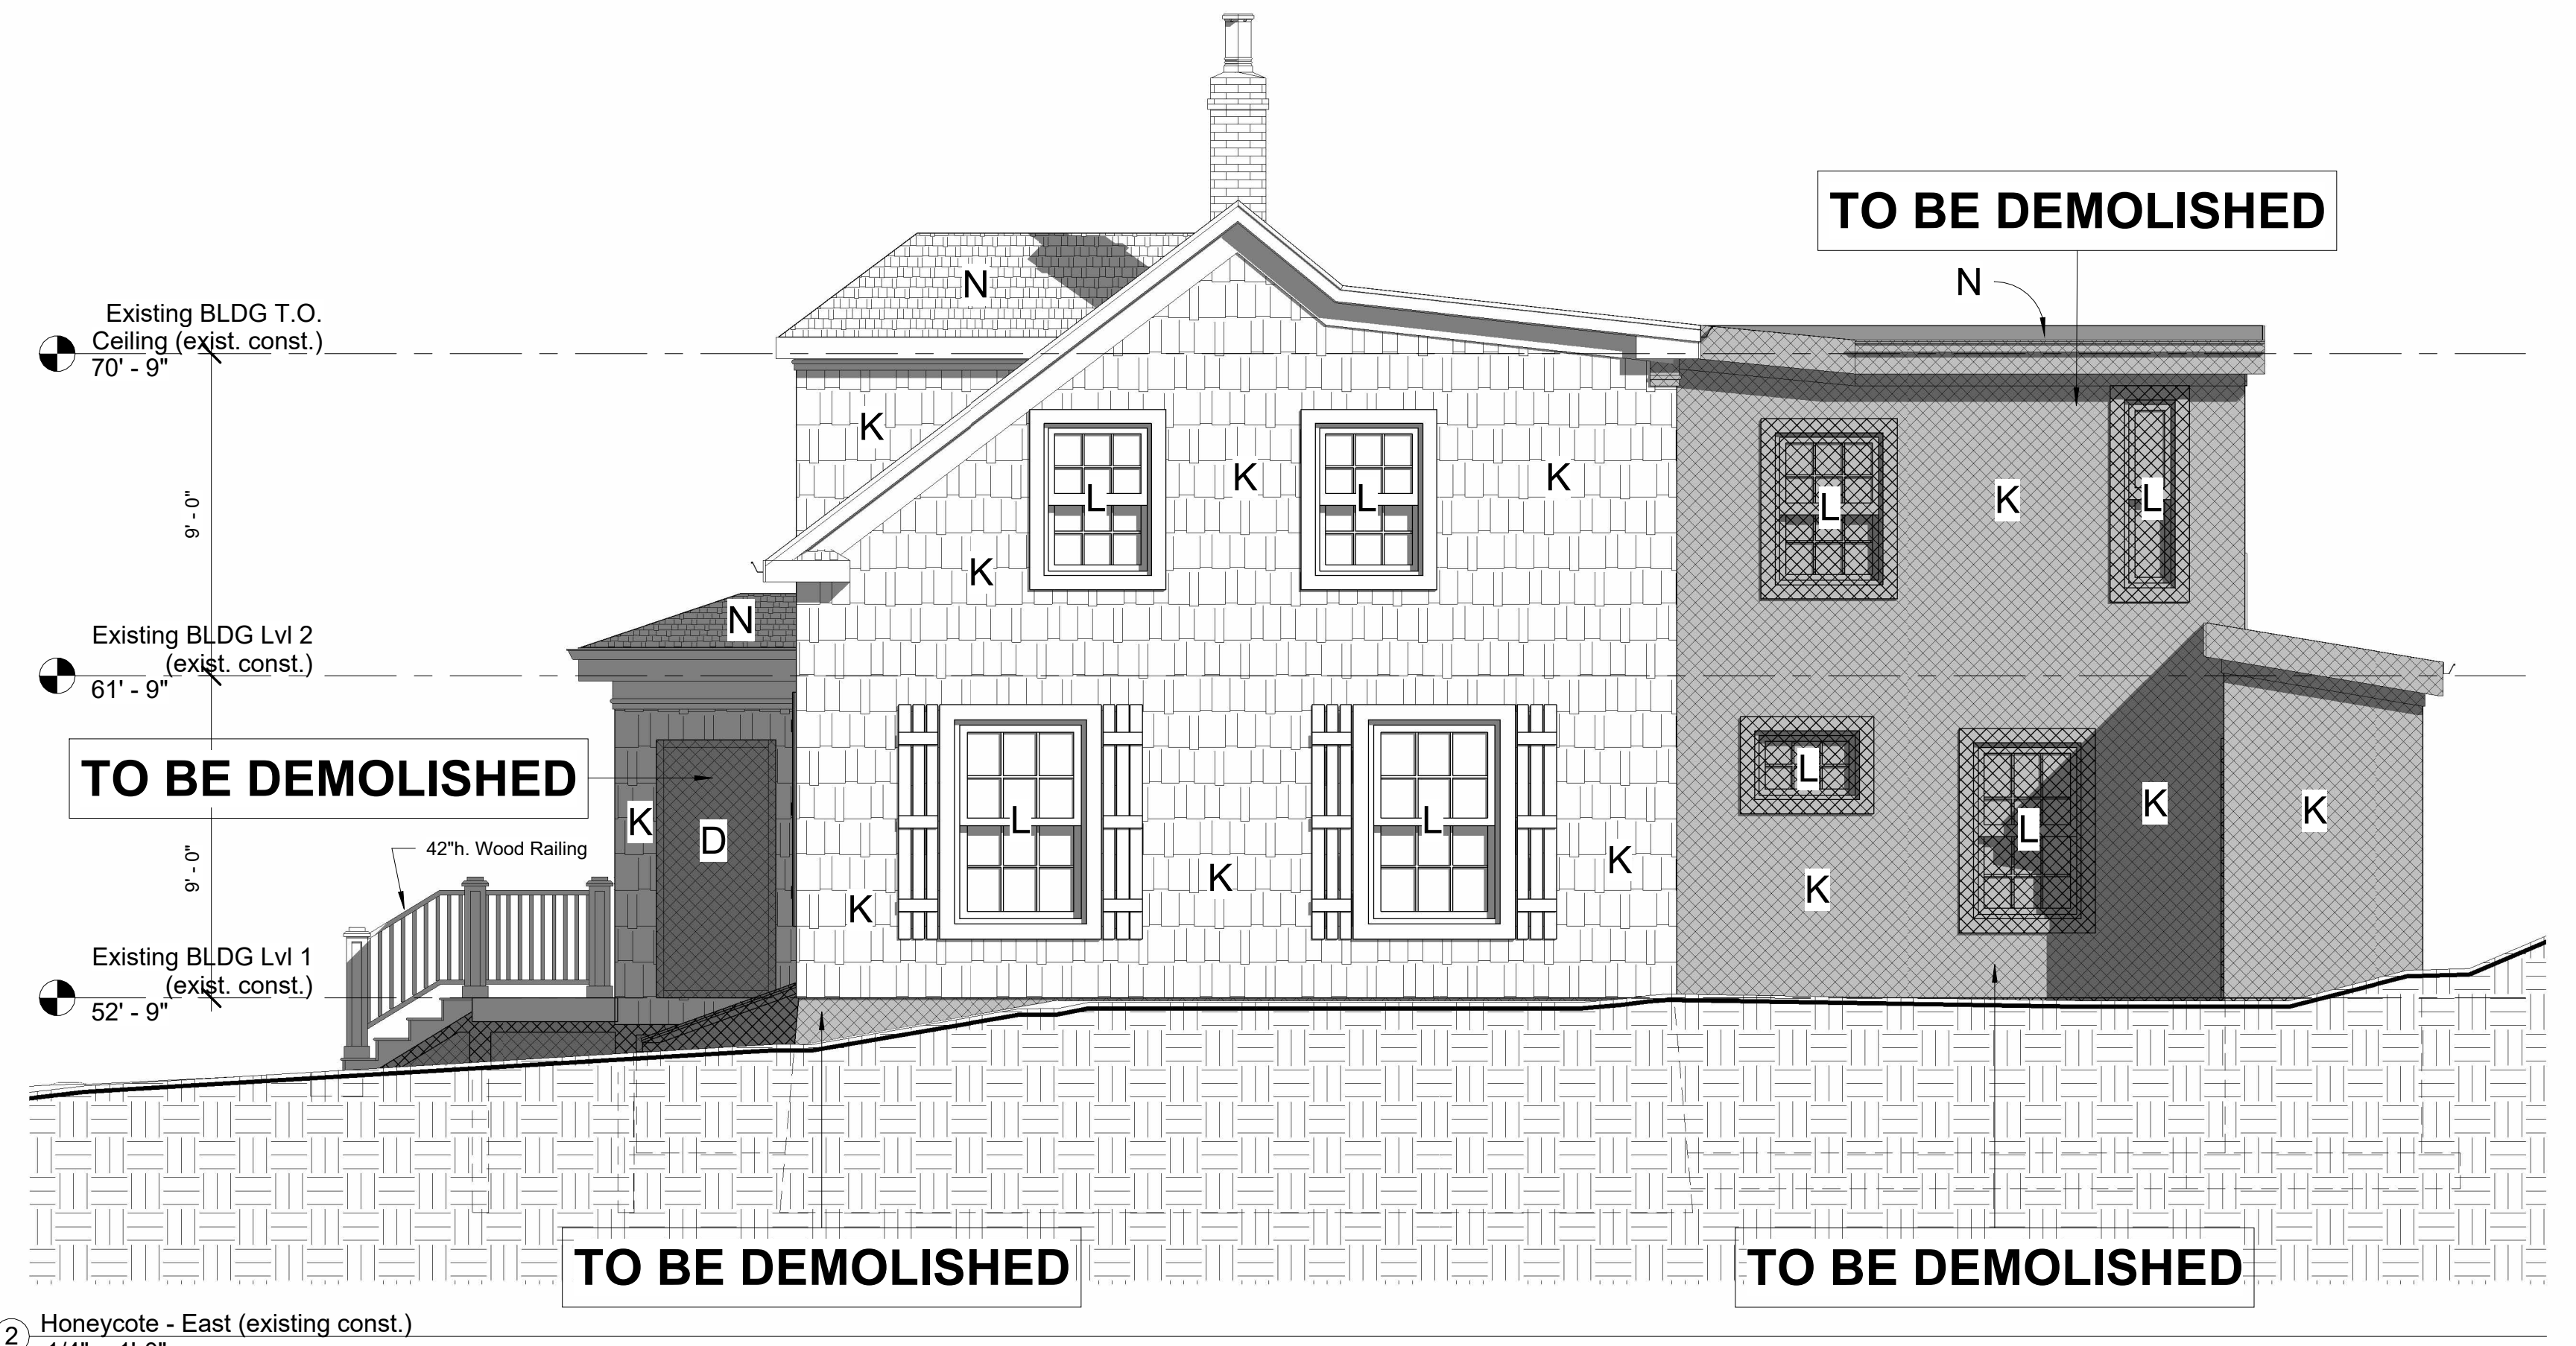 TO BE DEMOLISHED
N
N
Existing BLDG T.O.
Ceiling (exist. const.)
70' - 9"
K
K
K
L
L
L
K
L
9' - 0"
K
N
Existing BLDG Lvl 2
(exist. const.)
61' - 9"
TO BE DEMOLISHED
K
D
L
L
L
L
K
K
42"h. Wood Railing
9' - 0"
K
K
K
K
Existing BLDG Lvl 1
(exist. const.)
52' - 9"
TO BE DEMOLISHED
TO BE DEMOLISHED
2
Honeycote - East (existing const.)